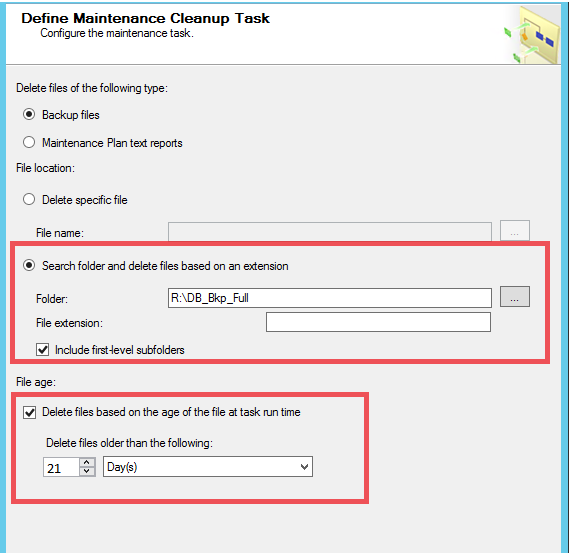 Define Maintenance Cleanup Task
Configure the maintenance task.
Delete files of the following type:
Backup files
Maintenance Plan text reports
File location:
Delete specific file
File name:
...
Search folder and delete files based on an extension
Folder: R:\DB_Bkp_Full ...
File extension:
Include first-level subfolders
File age:
Delete files based on the age of the file at task run time
Delete files older than the following:
21 Day(s)